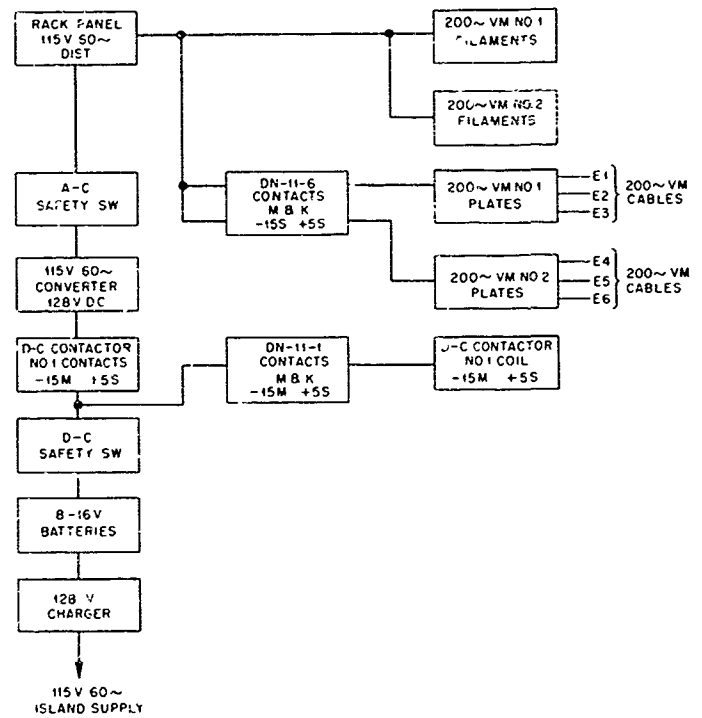 RACK PANEL
115V 60~
DIST
200~ VM NO 1
FILAMENTS
200~ VM NO. 2
FILAMENTS
A-C
SAFETY SW
DN-11-6
CONTACTS
M & K
-15S +5S
200~ VM NO 1
PLATES
E1
E2
E3
200~ VM
CABLES
115V 60~
CONVERTER
128V DC
200~ VM NO 2
PLATES
E4
E5
E6
200~ VM
CABLES
D-C CONTACTOR
NO 1 CONTACTS
-15M +5S
DN-11-1
CONTACTS
M & K
-15M +5S
D-C CONTACTOR
NO 1 COIL
-15M +5S
D-C
SAFETY SW
8-16V
BATTERIES
128 V
CHARGER
115V 60~
ISLAND SUPPLY